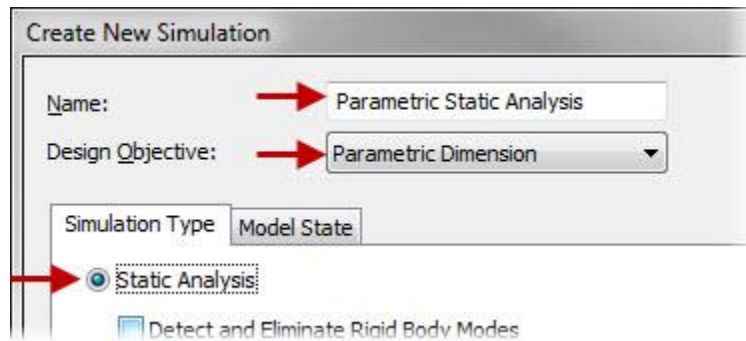 Create New Simulation
Name: Parametric Static Analysis
Design Objective: Parametric Dimension
Simulation Type Model State
Static Analysis
Detect and Eliminate Rigid Body Modes